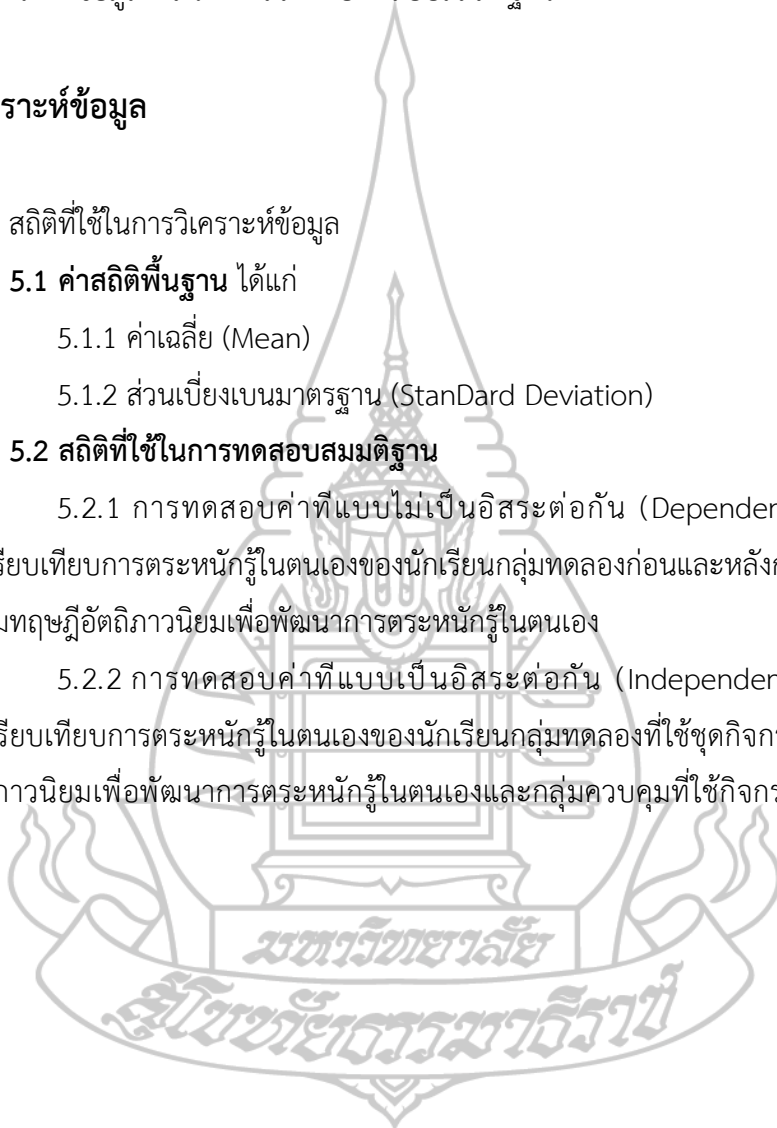 ราะห์ข้อมูล
สถิติที่ใช้ในการวิเคราะห์ข้อมูล
5.1 ค่าสถิติพื้นฐาน ได้แก่
5.1.1 ค่าเฉลี่ย (Mean)
5.1.2 ส่วนเบี่ยงเบนมาตรฐาน (StanDard Deviation)
5.2 สถิติที่ใช้ในการทดสอบสมมติฐาน
5.2.1 การทดสอบค่าทีแบบไม่เป็นอิสระต่อกัน (Dependen
รียบเทียบการตระหนักรู้ในตนเองของนักเรียนกลุ่มทดลองก่อนและหลังก
มทฤษฎีอัตถิภาวนิยมเพื่อพัฒนาการตระหนักรู้ในตนเอง
5.2.2 การทดสอบค่าทีแบบเป็นอิสระต่อกัน (Independen
รียบเทียบการตระหนักรู้ในตนเองของนักเรียนกลุ่มทดลองที่ใช้ชุดกิจกร
ภาวนิยมเพื่อพัฒนาการตระหนักรู้ในตนเองและกลุ่มควบคุมที่ใช้กิจกร
มหาวิทยาลัย
สุโขทัยธรรมาธิราช